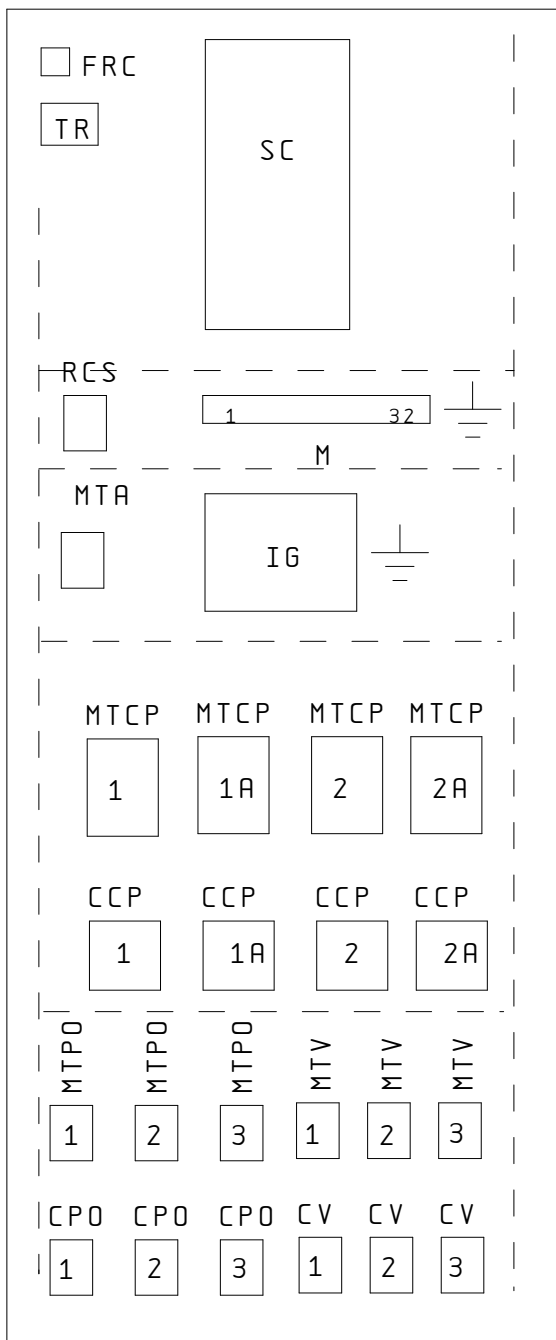 FRC
TR
SC
RCS
1 32
M
MTA
IG
MTCP MTCP MTCP MTCP
1 1A 2 2A
CCP CCP CCP CCP
1 1A 2 2A
MTPO MTPO MTPO MTV MTV MTV
1 2 3 1 2 3
CPO CPO CPO CV CV CV
1 2 3 1 2 3